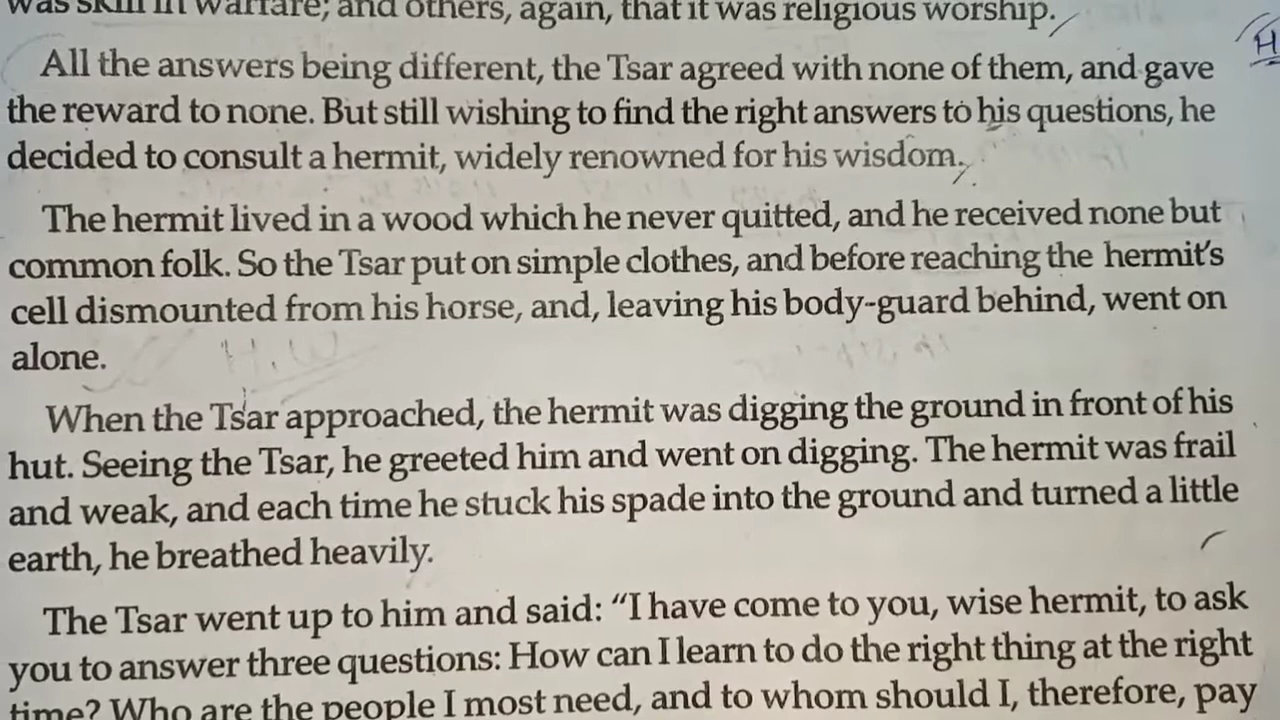 was skill in warfare; and others, again, that it was religious worship.
H
All the answers being different, the Tsar agreed with none of them, and gave
the reward to none. But still wishing to find the right answers to his questions, he
decided to consult a hermit, widely renowned for his wisdom.
The hermit lived in a wood which he never quitted, and he received none but
common folk. So the Tsar put on simple clothes, and before reaching the hermit's
cell dismounted from his horse, and, leaving his body-guard behind, went on
alone.
H.W
When the Tsar approached, the hermit was digging the ground in front of his
hut. Seeing the Tsar, he greeted him and went on digging. The hermit was frail
and weak, and each time he stuck his spade into the ground and turned a little
earth, he breathed heavily.
The Tsar went up to him and said: “I have come to you, wise hermit, to ask
you to answer three questions: How can I learn to do the right thing at the right
time? Who are the people I most need, and to whom should I, therefore, pay